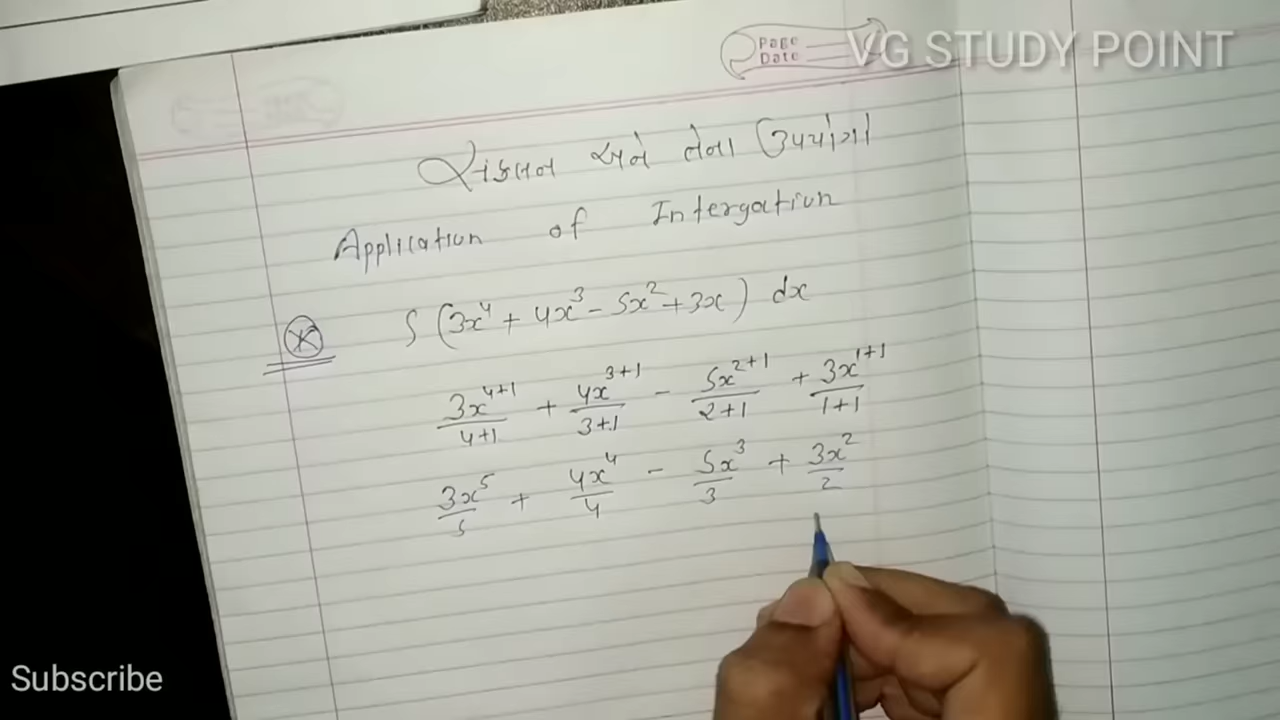 Page
Date
VG STUDY POINT
સંકલન અને તેના ઉપયોગો
Application of Intergation
∫ (3x⁴ + 4x³ - 5x² + 3x) dx
3x⁴⁺¹/4+1 + 4x³⁺¹/3+1 - 5x²⁺¹/2+1 + 3x¹⁺¹/1+1
3x⁵/5 + 4x⁴/4 - 5x³/3 + 3x²/2
Subscribe